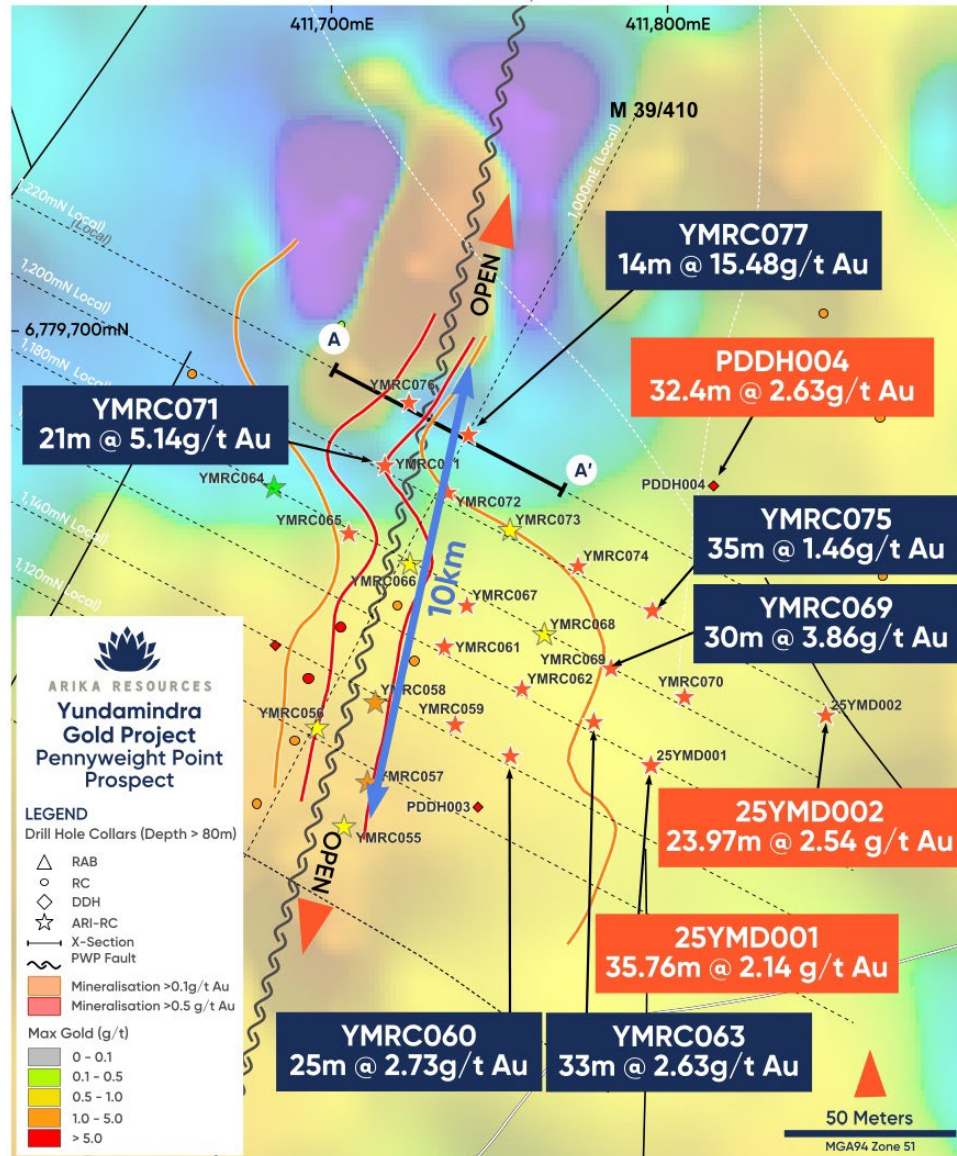 411,700mE
411,800mE
M 39/410
1,000mE (Local)
1,220mN Local)
(Local)
1,200mN Local)
6,779,700mN
1,180mN Local)
1,140mN Local)
1,120mN Local)
OPEN
YMRC077
14m @ 15.48g/t Au
A
PDDH004
32.4m @ 2.63g/t Au
YMRC076
YMRC071
21m @ 5.14g/t Au
A'
YMRC064
PDDH004
YMRC072
YMRC065
YMRC073
YMRC075
35m @ 1.46g/t Au
YMRC074
YMRC066
10km
YMRC067
YMRC069
30m @ 3.86g/t Au
YMRC068
YMRC061
YMRC069
YMRC062
YMRC070
YMRC058
25YMD002
YMRC056
YMRC059
25YMD001
YMRC057
PDDH003
25YMD002
23.97m @ 2.54 g/t Au
YMRC055
OPEN
25YMD001
35.76m @ 2.14 g/t Au
YMRC060
25m @ 2.73g/t Au
YMRC063
33m @ 2.63g/t Au
50 Meters
MGA94 Zone 51
ARIKA RESOURCES
Yundamindra
Gold Project
Pennyweight Point
Prospect
LEGEND
Drill Hole Collars (Depth > 80m)
RAB
RC
DDH
ARI-RC
X-Section
PWP Fault
Mineralisation >0.1g/t Au
Mineralisation >0.5 g/t Au
Max Gold (g/t)
0 - 0.1
0.1 - 0.5
0.5 - 1.0
1.0 - 5.0
> 5.0